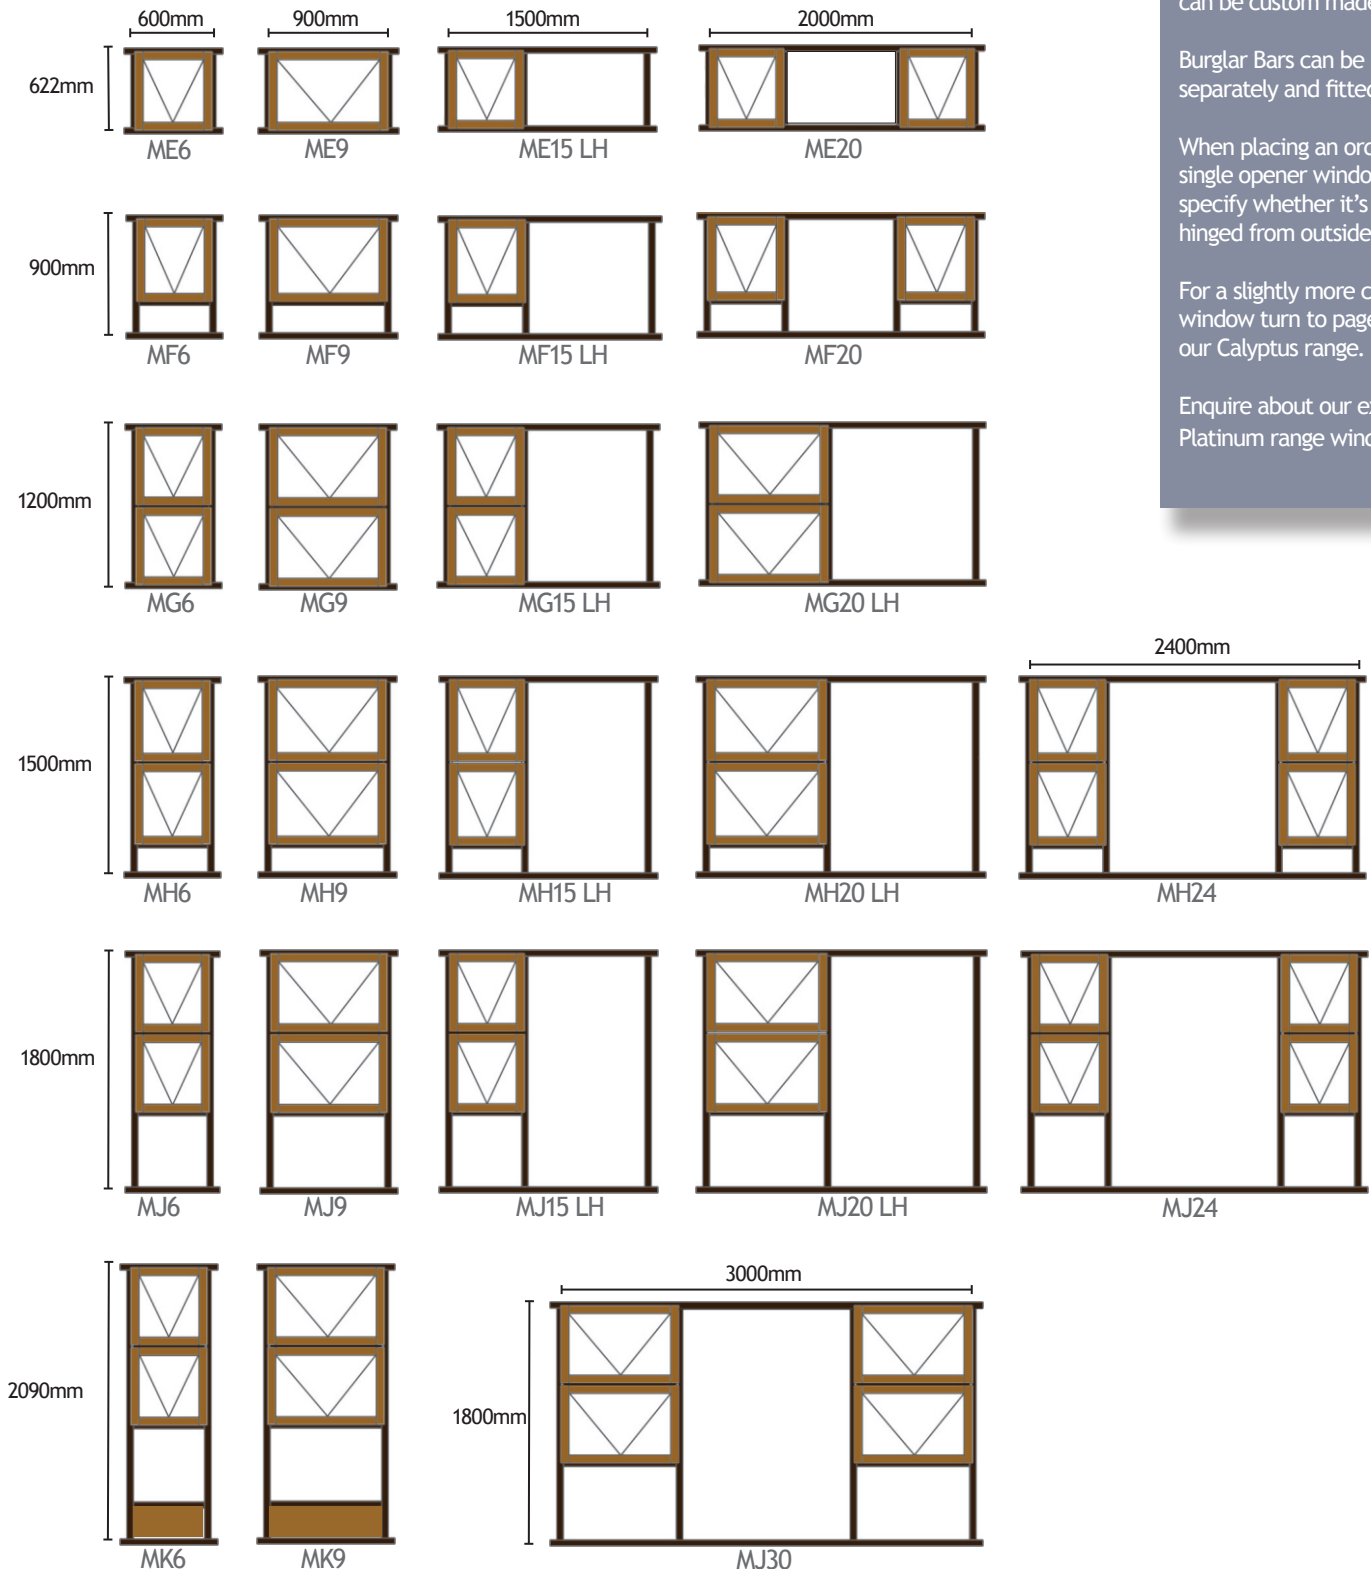 600mm 900mm 1500mm 2000mm
622mm
ME6 ME9 ME15 LH ME20
900mm
MF6 MF9 MF15 LH MF20
1200mm
MG6 MG9 MG15 LH MG20 LH
2400mm
1500mm
MH6 MH9 MH15 LH MH20 LH MH24
1800mm
MJ6 MJ9 MJ15 LH MJ20 LH MJ24
3000mm
2090mm
1800mm
MK6 MK9 MJ30
can be custom made
Burglar Bars can be
separately and fitted
When placing an
single opener
specify whether it's
hinged from outside
For a slightly more
window turn to page
our Calyptus range.
Enquire about our
Platinum range